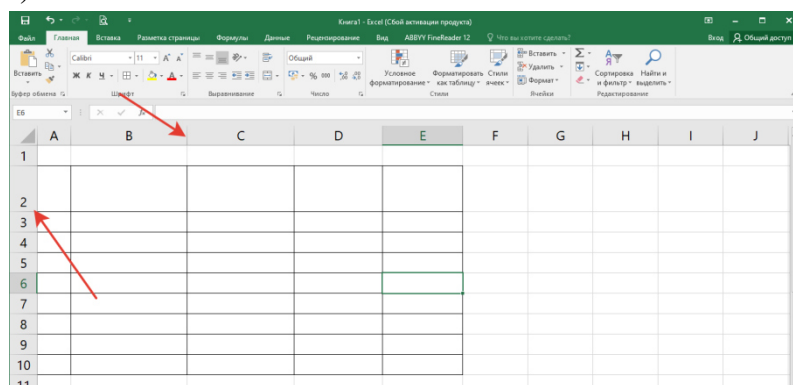 Книга1 - Excel (Сбой активации продукта)
Файл Главная Вставка Разметка страницы Формулы Данные Рецензирование Вид ABBYY FineReader 12 Что вы хотите сделать? Вход Общий доступ
Calibri 11 А А Общий Вставить Σ
Вставить Ж К Ч % 000 Условное Форматировать Стили Удалить Сортировка Найти и
форматирование как таблицу ячеек Формат и фильтр выделить
Буфер обмена Шрифт Выравнивание Число Стили Ячейки Редактирование
E6 fx
A B C D E F G H I J
1
2
3
4
5
6
7
8
9
10
11